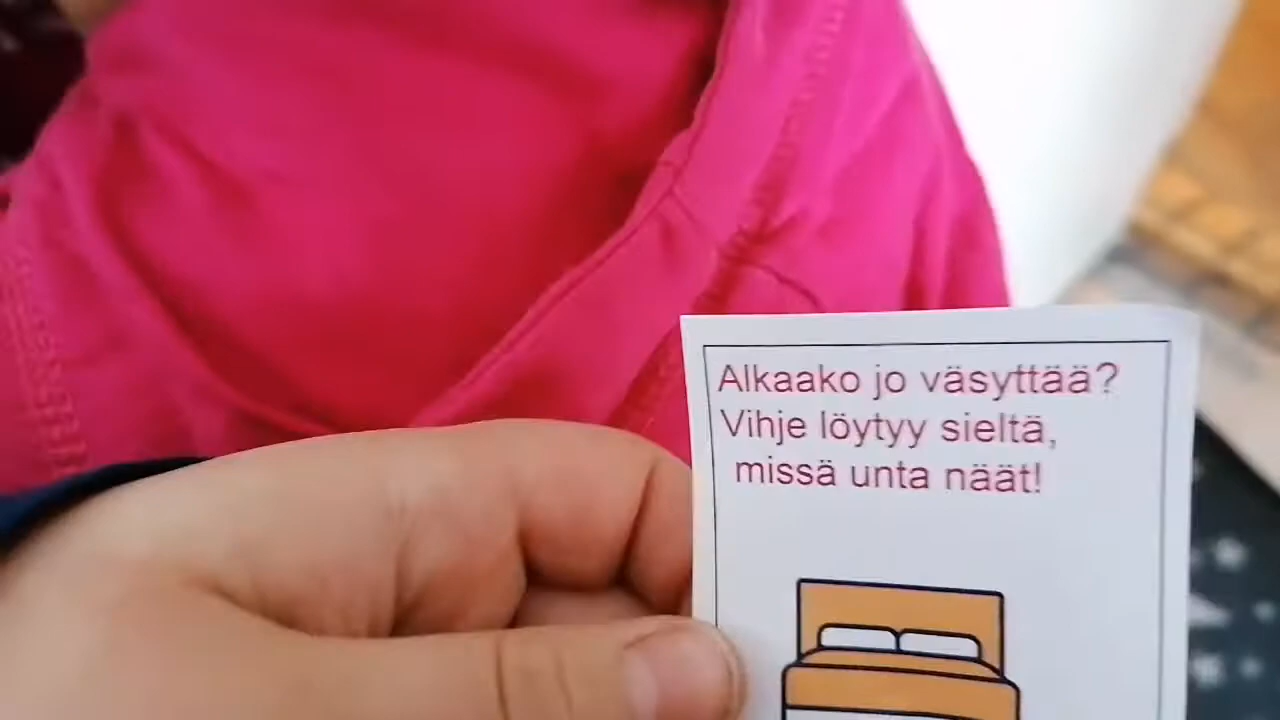 Alkaako jo väsyttää?
Vihje löytyy sieltä,
missä unta näät!